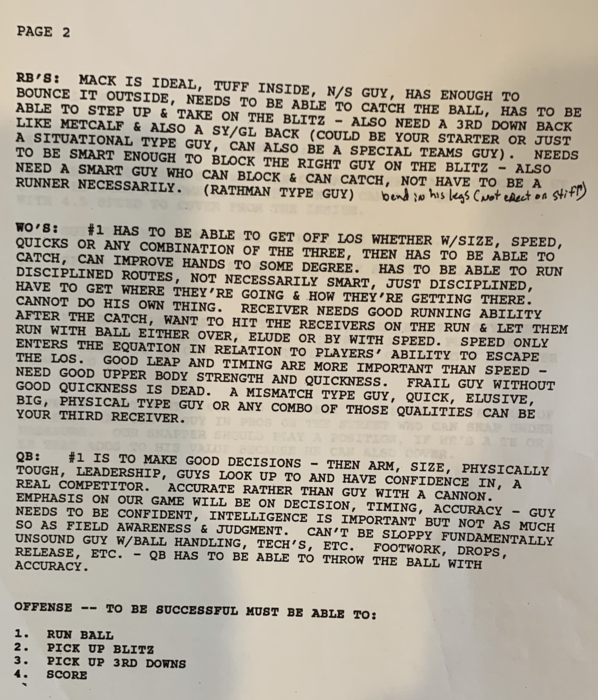 PAGE 2
RB'S: MACK IS IDEAL, TUFF INSIDE, N/S GUY, HAS ENOUGH TO
BOUNCE IT OUTSIDE, NEEDS TO BE ABLE TO CATCH THE BALL, HAS TO BE
ABLE TO STEP UP & TAKE ON THE BLITZ - ALSO NEED A 3RD DOWN BACK
LIKE METCALF & ALSO A SY/GL BACK (COULD BE YOUR STARTER OR JUST
A SITUATIONAL TYPE GUY, CAN ALSO BE A SPECIAL TEAMS GUY). NEEDS
TO BE SMART ENOUGH TO BLOCK THE RIGHT GUY ON THE BLITZ - ALSO
NEED A SMART GUY WHO CAN BLOCK & CAN CATCH, NOT HAVE TO BE A
RUNNER NECESSARILY. (RATHMAN TYPE GUY) bend in his legs (not erect or stiff)
WO'S: #1 HAS TO BE ABLE TO GET OFF LOS WHETHER W/SIZE, SPEED,
QUICKS OR ANY COMBINATION OF THE THREE, THEN HAS TO BE ABLE TO
CATCH, CAN IMPROVE HANDS TO SOME DEGREE. HAS TO BE ABLE TO RUN
DISCIPLINED ROUTES, NOT NECESSARILY SMART, JUST DISCIPLINED,
HAVE TO GET WHERE THEY'RE GOING & HOW THEY'RE GETTING THERE.
CANNOT DO HIS OWN THING. RECEIVER NEEDS GOOD RUNNING ABILITY
AFTER THE CATCH, WANT TO HIT THE RECEIVERS ON THE RUN & LET THEM
RUN WITH BALL EITHER OVER, ELUDE OR BY WITH SPEED. SPEED ONLY
ENTERS THE EQUATION IN RELATION TO PLAYERS' ABILITY TO ESCAPE
THE LOS. GOOD LEAP AND TIMING ARE MORE IMPORTANT THAN SPEED -
NEED GOOD UPPER BODY STRENGTH AND QUICKNESS. FRAIL GUY WITHOUT
GOOD QUICKNESS IS DEAD. A MISMATCH TYPE GUY, QUICK, ELUSIVE,
BIG, PHYSICAL TYPE GUY OR ANY COMBO OF THOSE QUALITIES CAN BE
YOUR THIRD RECEIVER.
QB: #1 IS TO MAKE GOOD DECISIONS - THEN ARM, SIZE, PHYSICALLY
TOUGH, LEADERSHIP, GUYS LOOK UP TO AND HAVE CONFIDENCE IN, A
REAL COMPETITOR. ACCURATE RATHER THAN GUY WITH A CANNON.
EMPHASIS ON OUR GAME WILL BE ON DECISION, TIMING, ACCURACY - GUY
NEEDS TO BE CONFIDENT, INTELLIGENCE IS IMPORTANT BUT NOT AS MUCH
SO AS FIELD AWARENESS & JUDGMENT. CAN'T BE SLOPPY FUNDAMENTALLY
UNSOUND GUY W/BALL HANDLING, TECH'S, ETC. FOOTWORK, DROPS,
RELEASE, ETC. - QB HAS TO BE ABLE TO THROW THE BALL WITH
ACCURACY.
OFFENSE -- TO BE SUCCESSFUL MUST BE ABLE TO:
1. RUN BALL
2. PICK UP BLITZ
3. PICK UP 3RD DOWNS
4. SCORE